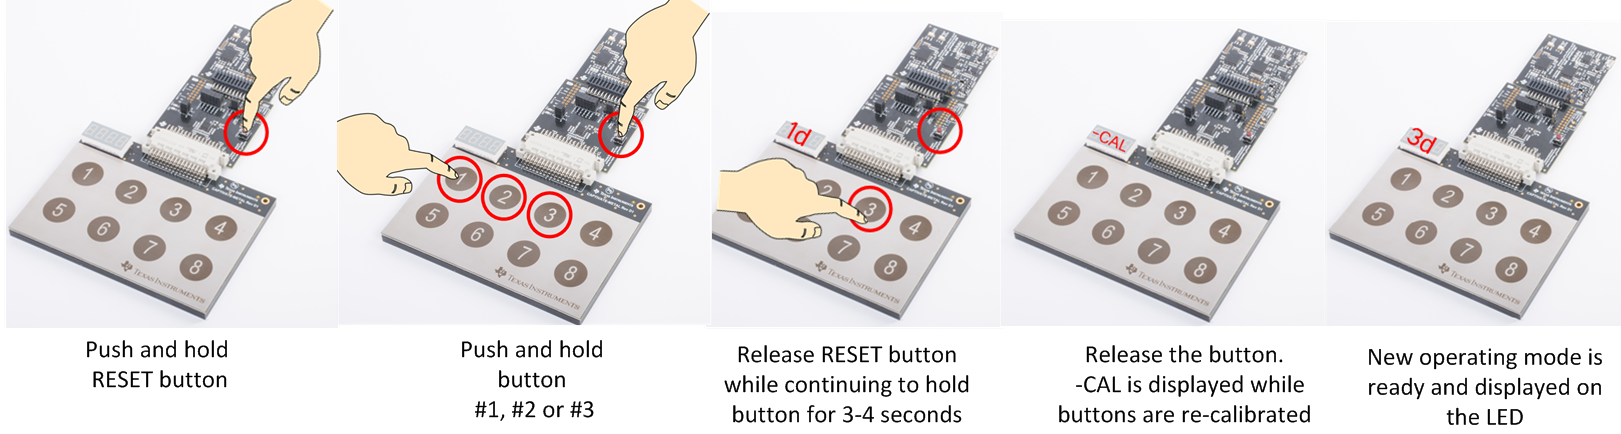 1
2
3
4
5
6
7
8
TEXAS INSTRUMENTS
Push and hold
RESET button
1
2
3
4
5
6
7
8
TEXAS INSTRUMENTS
Push and hold
button
#1, #2 or #3
1d
2
3
4
7
8
TEXAS INSTRUMENTS
Release RESET button
while continuing to hold
button for 3-4 seconds
-CAL
1
2
3
4
5
6
7
8
TEXAS INSTRUMENTS
Release the button.
-CAL is displayed while
buttons are re-calibrated
3d
1
2
3
4
5
6
7
8
TEXAS INSTRUMENTS
New operating mode is
ready and displayed on
the LED